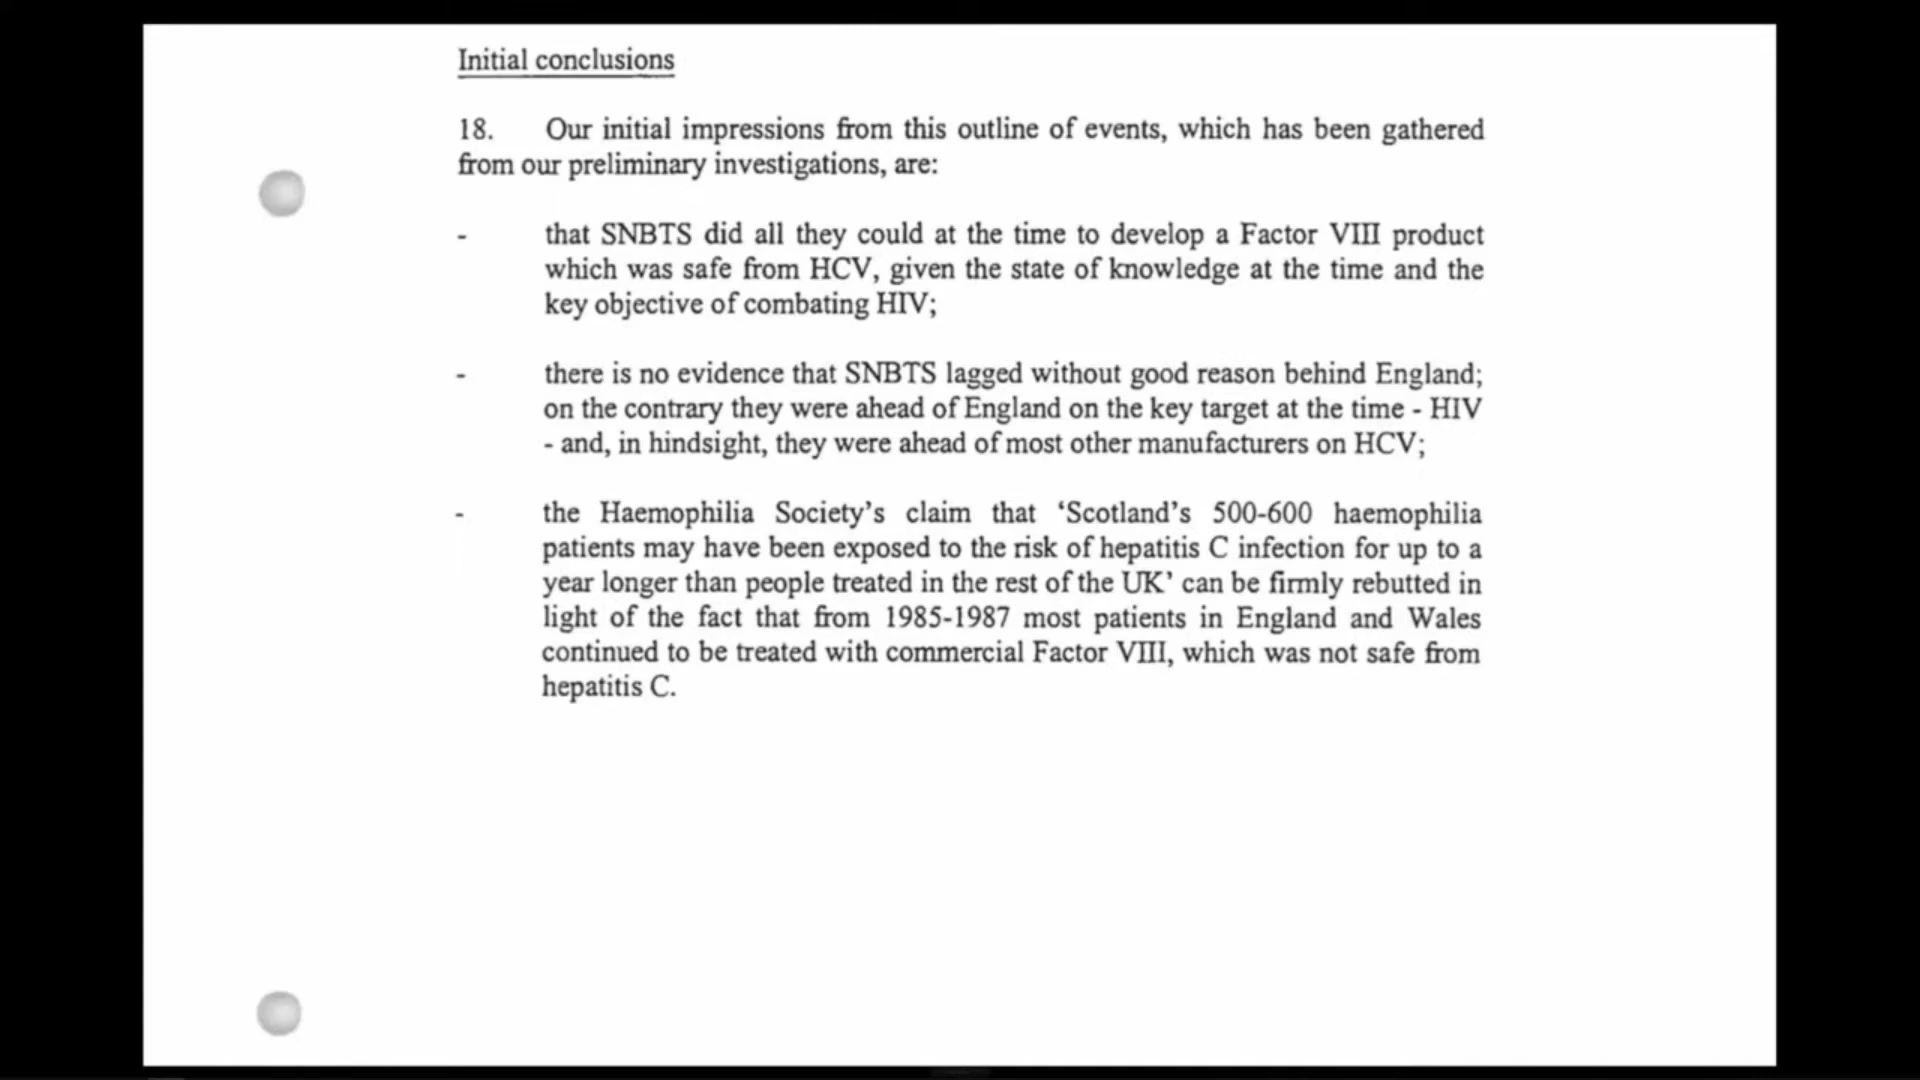 Initial conclusions
18. Our initial impressions from this outline of events, which has been gathered
from our preliminary investigations, are:
- that SNBTS did all they could at the time to develop a Factor VIII product
which was safe from HCV, given the state of knowledge at the time and the
key objective of combating HIV;
- there is no evidence that SNBTS lagged without good reason behind England;
on the contrary they were ahead of England on the key target at the time - HIV
- and, in hindsight, they were ahead of most other manufacturers on HCV;
- the Haemophilia Society's claim that ‘Scotland’s 500-600 haemophilia
patients may have been exposed to the risk of hepatitis C infection for up to a
year longer than people treated in the rest of the UK’ can be firmly rebutted in
light of the fact that from 1985-1987 most patients in England and Wales
continued to be treated with commercial Factor VIII, which was not safe from
hepatitis C.